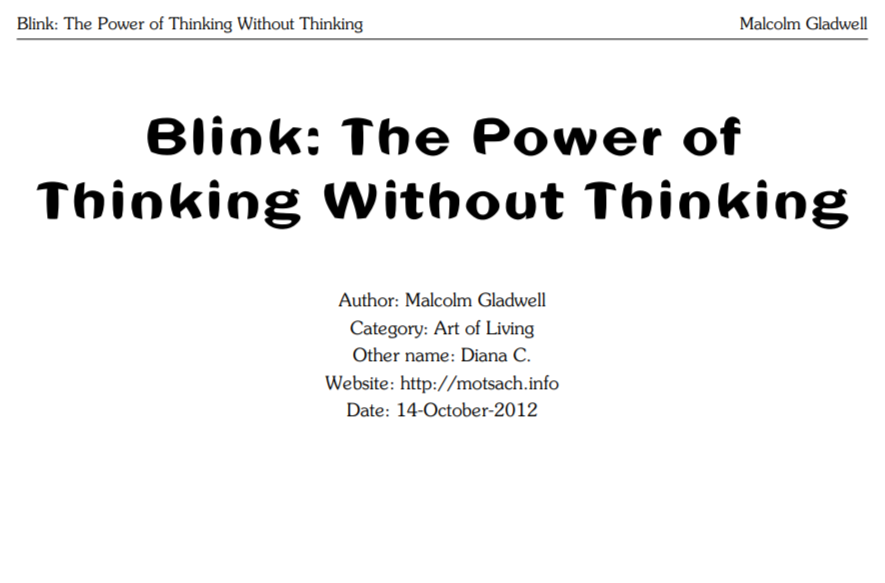 Blink: The Power of Thinking Without Thinking Malcolm Gladwell
Blink: The Power of
Thinking Without Thinking
Author: Malcolm Gladwell
Category: Art of Living
Other name: Diana C.
Website: http://motsach.info
Date: 14-October-2012